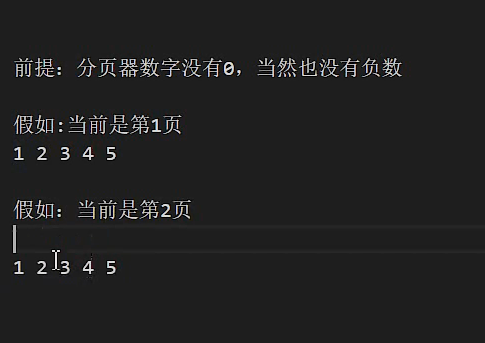 前提：分页器数字没有0，当然也没有负数
假如:当前是第1页
1 2 3 4 5
假如：当前是第2页
1 2 3 4 5